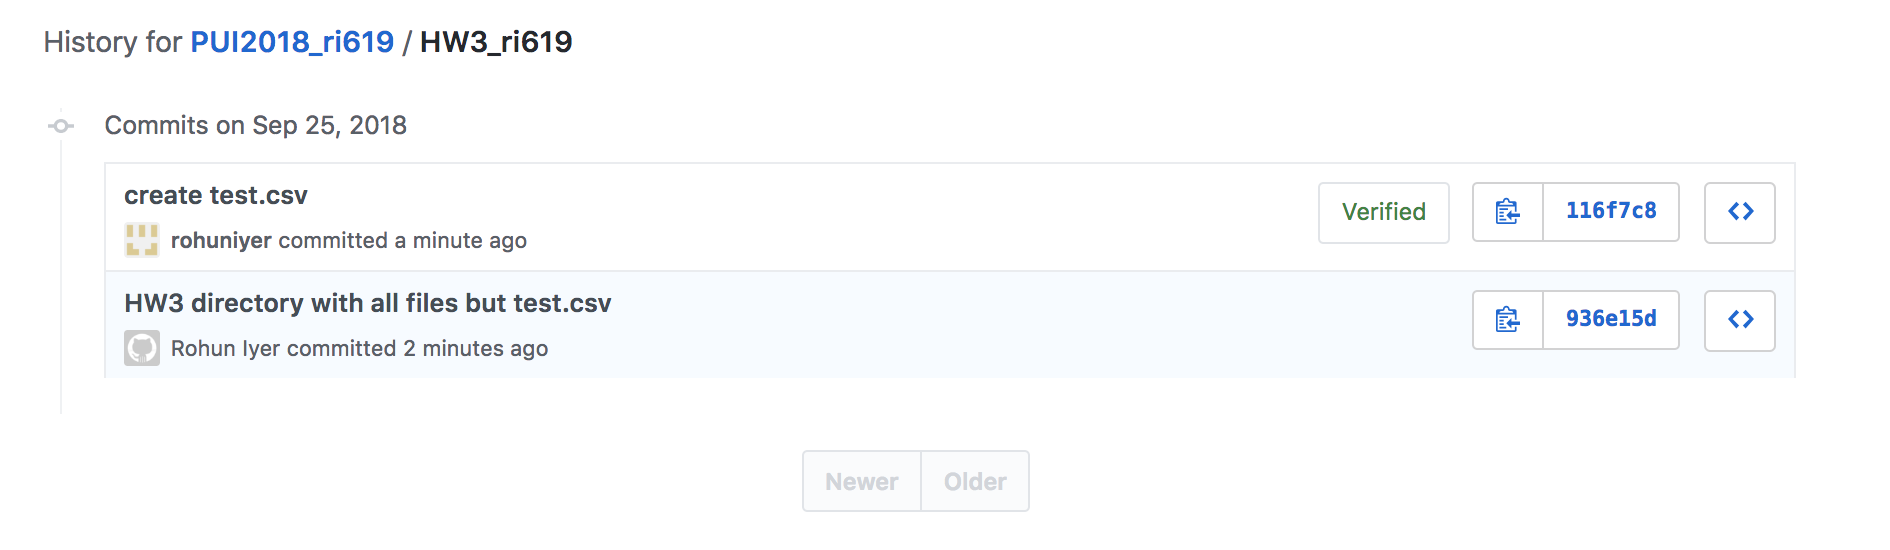 History for PUI2018_ri619 / HW3_ri619
Commits on Sep 25, 2018
create test.csv
rohuniyer committed a minute ago
Verified
116f7c8
HW3 directory with all files but test.csv
Rohun Iyer committed 2 minutes ago
936e15d
Newer Older